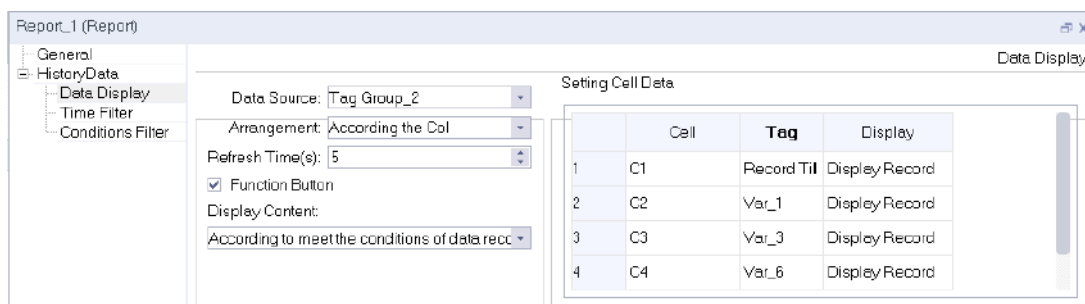 Report_1 (Report)
General
HistoryData
Data Display
Time Filter
Conditions Filter
Data Display
Data Source: Tag Group_2
Arrangement: According the Col
Refresh Time(s): 5
Function Button
Display Content:
According to meet the conditions of data reco
Setting Cell Data
Cell Tag Display
1 C1 Record Ti Display Record
2 C2 Var_1 Display Record
3 C3 Var_3 Display Record
4 C4 Var_6 Display Record